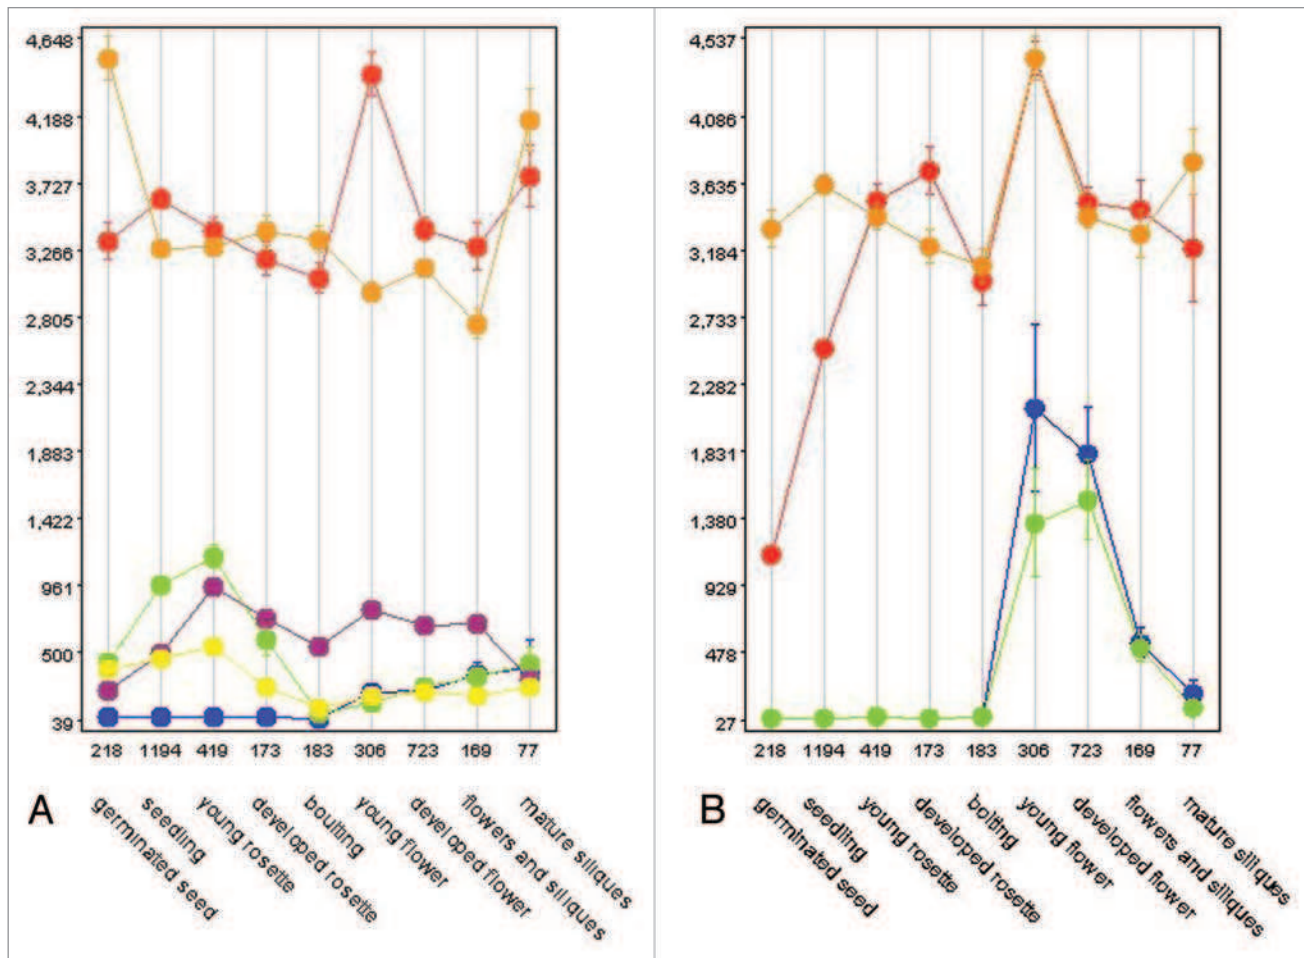 4,648
4,188
3,727
3,266
2,805
2,344
1,883
1,422
961
500
39
218 1194 419 173 183 306 723 169 77
germinated seed
seedling
young rosette
developed rosette
boulting
young flower
developed flower
flowers and siliques
mature siliques
A
4,537
4,086
3,635
3,184
2,733
2,282
1,831
1,380
929
478
27
218 1194 419 173 183 306 723 169 77
germinated seed
seedling
young rosette
developed rosette
bolting
young flower
developed flower
flowers and siliques
mature siliques
B